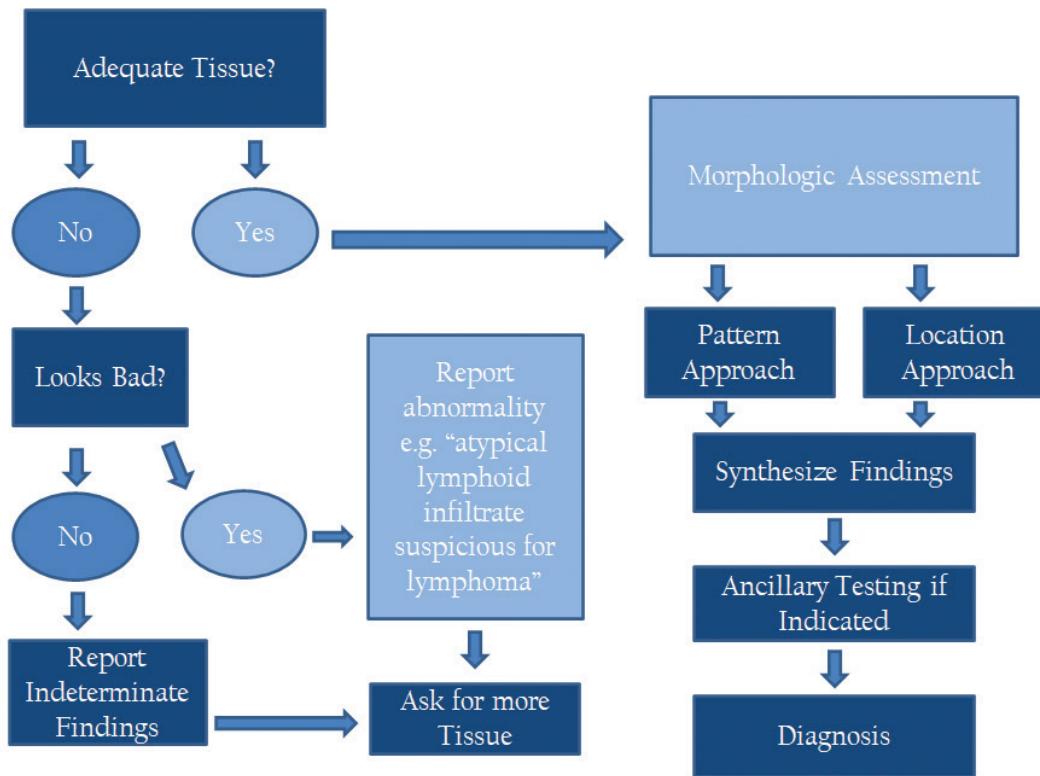 Adequate Tissue?
No
Yes
Morphologic Assessment
Looks Bad?
No
Yes
Report
abnormality
e.g. “atypical
lymphoid
infiltrate
suspicious for
lymphoma”
Report
Indeterminate
Findings
Ask for more
Tissue
Pattern
Approach
Location
Approach
Synthesize Findings
Ancillary Testing if
Indicated
Diagnosis